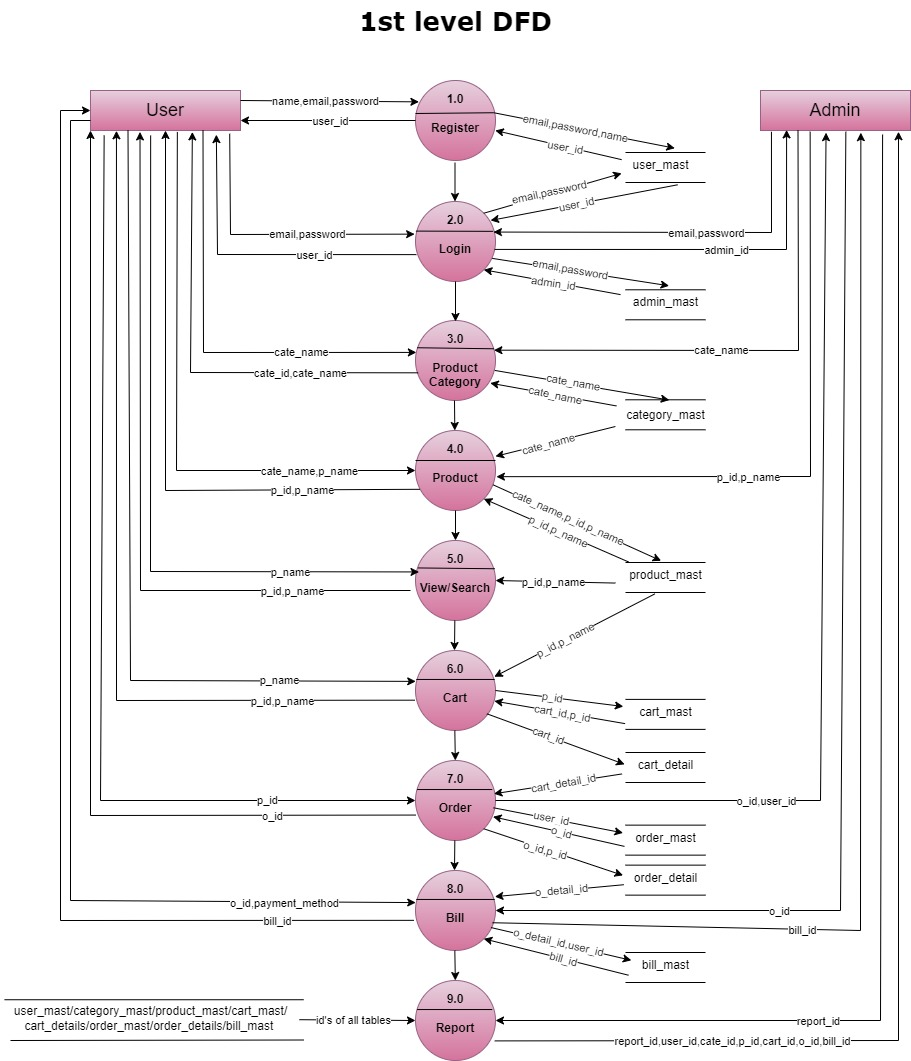 1st level DFD
User
Admin
1.0
Register
name,email,password
user_id
email,password,name
user_id
user_mast
2.0
Login
email,password
user_id
email,password
user_id
email,password
admin_id
email,password
admin_id
admin_mast
3.0
Product
Category
cate_name
cate_id,cate_name
cate_name
cate_name
cate_name
category_mast
cate_name
4.0
Product
cate_name,p_name
p_id,p_name
p_id,p_name
cate_name,p_id,p_name
p_id,p_name
product_mast
5.0
View/Search
p_name
p_id,p_name
p_id,p_name
p_id,p_name
6.0
Cart
p_name
p_id,p_name
p_id
cart_id,p_id
cart_mast
cart_id
cart_detail
cart_detail_id
7.0
Order
p_id
o_id
o_id,user_id
user_id
o_id
order_mast
o_id,p_id
order_detail
o_detail_id
8.0
Bill
o_id,payment_method
bill_id
o_id
bill_id
o_detail_id,user_id
bill_id
bill_mast
9.0
Report
user_mast/category_mast/product_mast/cart_mast/
cart_details/order_mast/order_details/bill_mast
id's of all tables
report_id
report_id,user_id,cate_id,p_id,cart_id,o_id,bill_id